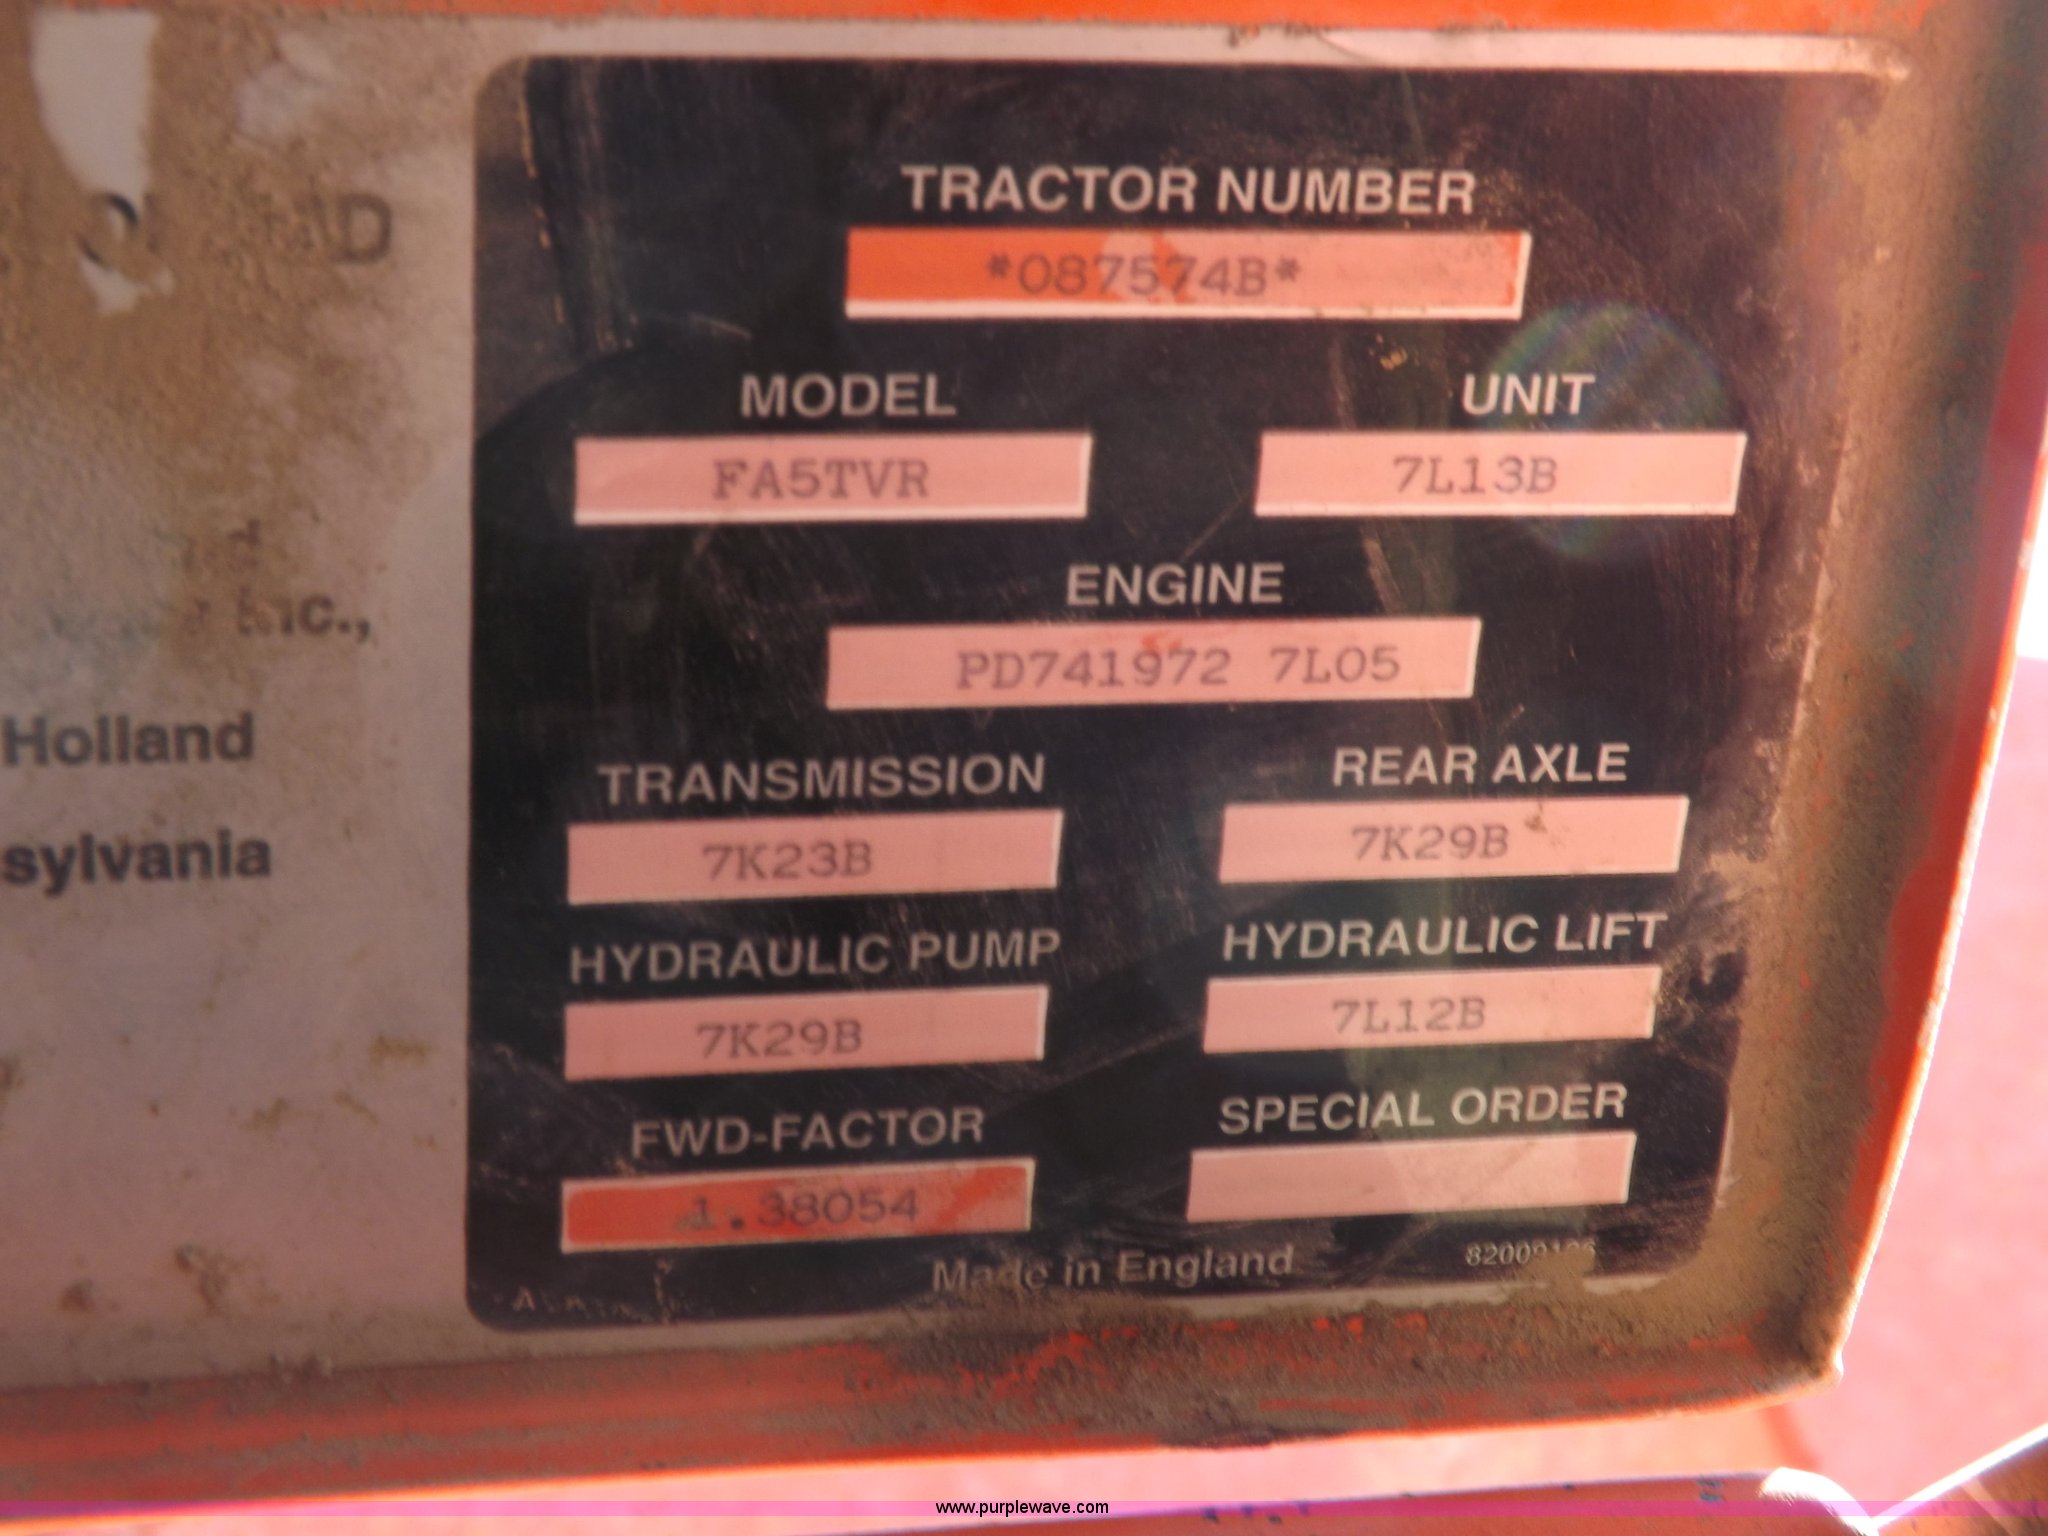 TRACTOR NUMBER
*087574B*
MODEL
UNIT
FA5TVR
7L13B
ENGINE
PD741972 7L05
TRANSMISSION
REAR AXLE
7K23B
7K29B
HYDRAULIC PUMP
HYDRAULIC LIFT
7K29B
7L12B
FWD-FACTOR
SPECIAL ORDER
1.38054
Made in England
Inc.,
Holland
sylvania
www.purplewave.com